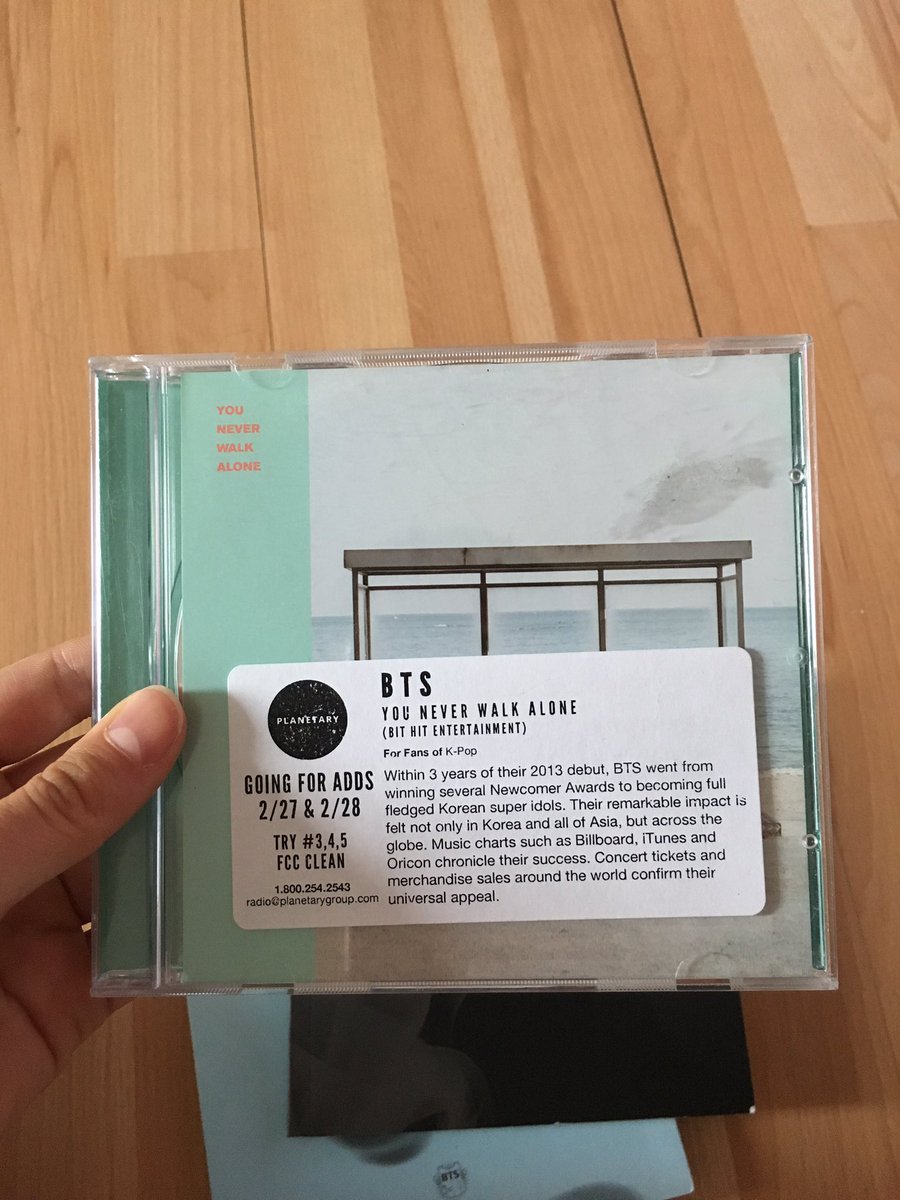 YOU
NEVER
WALK
ALONE
PLANETARY
GOING FOR ADDS
2/27 & 2/28
TRY #3,4,5
FCC CLEAN
1.800.254.2543
radio@planetarygroup.com
BTS
YOU NEVER WALK ALONE
(BIT HIT ENTERTAINMENT)
For Fans of K-Pop
Within 3 years of their 2013 debut, BTS went from
winning several Newcomer Awards to becoming full
fledged Korean super idols. Their remarkable impact is
felt not only in Korea and all of Asia, but across the
globe. Music charts such as Billboard, iTunes and
Oricon chronicle their success. Concert tickets and
merchandise sales around the world confirm their
universal appeal.
BTS